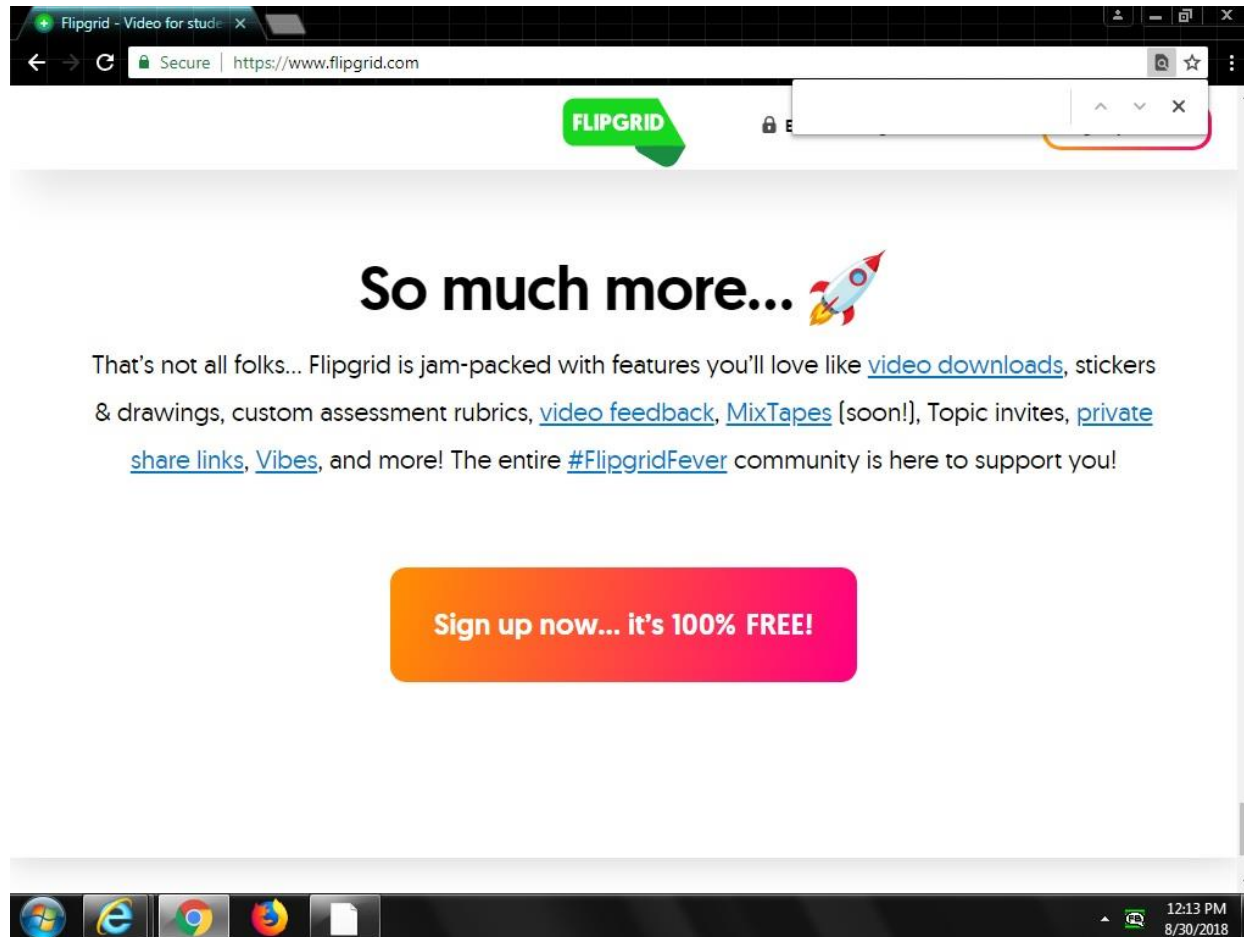 Flipgrid - Video for stude
Secure | https://www.flipgrid.com
FLIPGRID
So much more...
That's not all folks... Flipgrid is jam-packed with features you'll love like video downloads, stickers
& drawings, custom assessment rubrics, video feedback, MixTapes (soon!), Topic invites, private
share links, Vibes, and more! The entire #FlipgridFever community is here to support you!
Sign up now... it's 100% FREE!
12:13 PM
8/30/2018